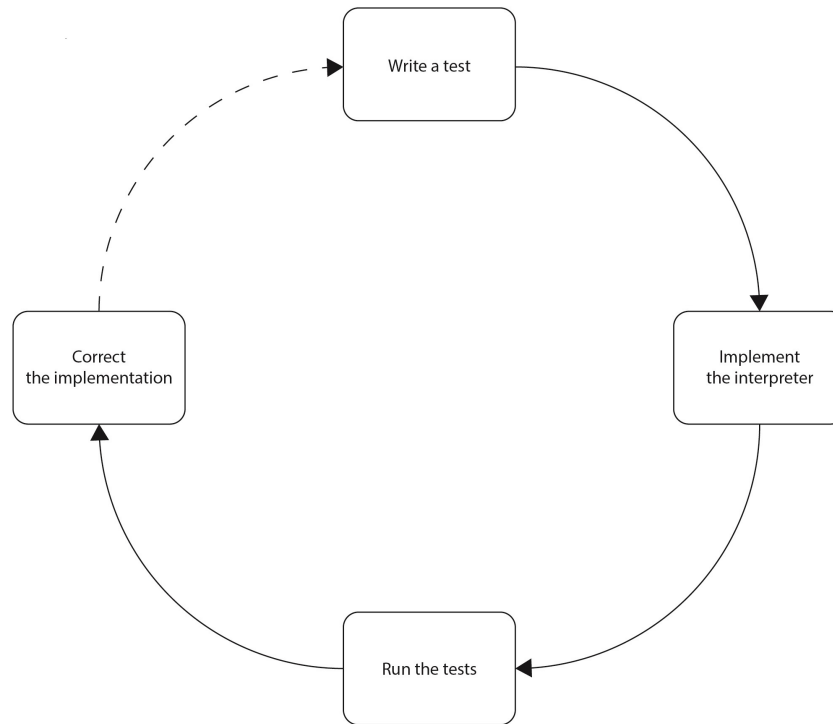 Write a test
Correct
the implementation
Implement
the interpreter
Run the tests